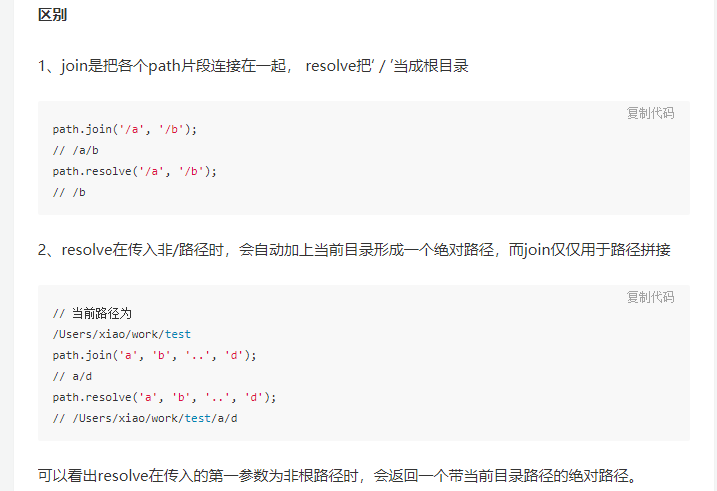 区别
1、join是把各个path片段连接在一起， resolve把‘ / ’当成根目录
复制代码
path.join('/a', '/b');
// /a/b
path.resolve('/a', '/b');
// /b
2、resolve在传入非/路径时，会自动加上当前目录形成一个绝对路径，而join仅仅用于路径拼接
复制代码
// 当前路径为
/Users/xiao/work/test
path.join('a', 'b', '..', 'd');
// a/d
path.resolve('a', 'b', '..', 'd');
// /Users/xiao/work/test/a/d
可以看出resolve在传入的第一参数为非根路径时，会返回一个带当前目录路径的绝对路径。